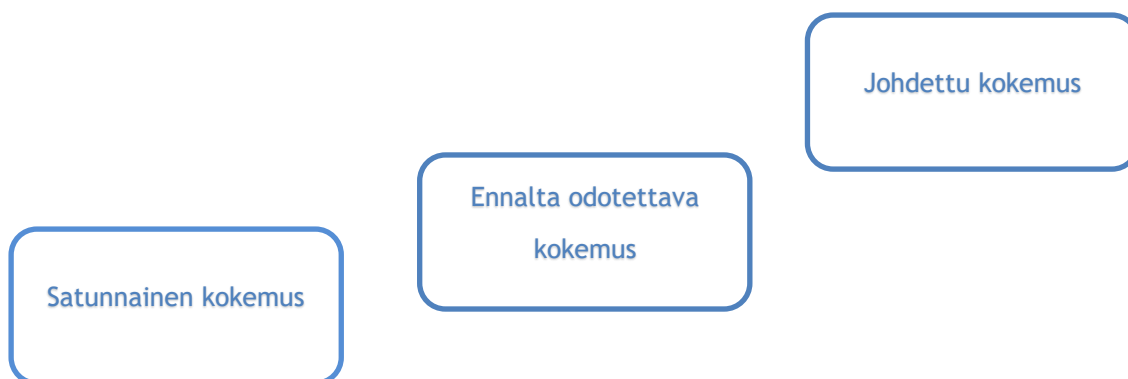 Johdettu kokemus
Ennalta odotettava
kokemus
Satunnainen kokemus